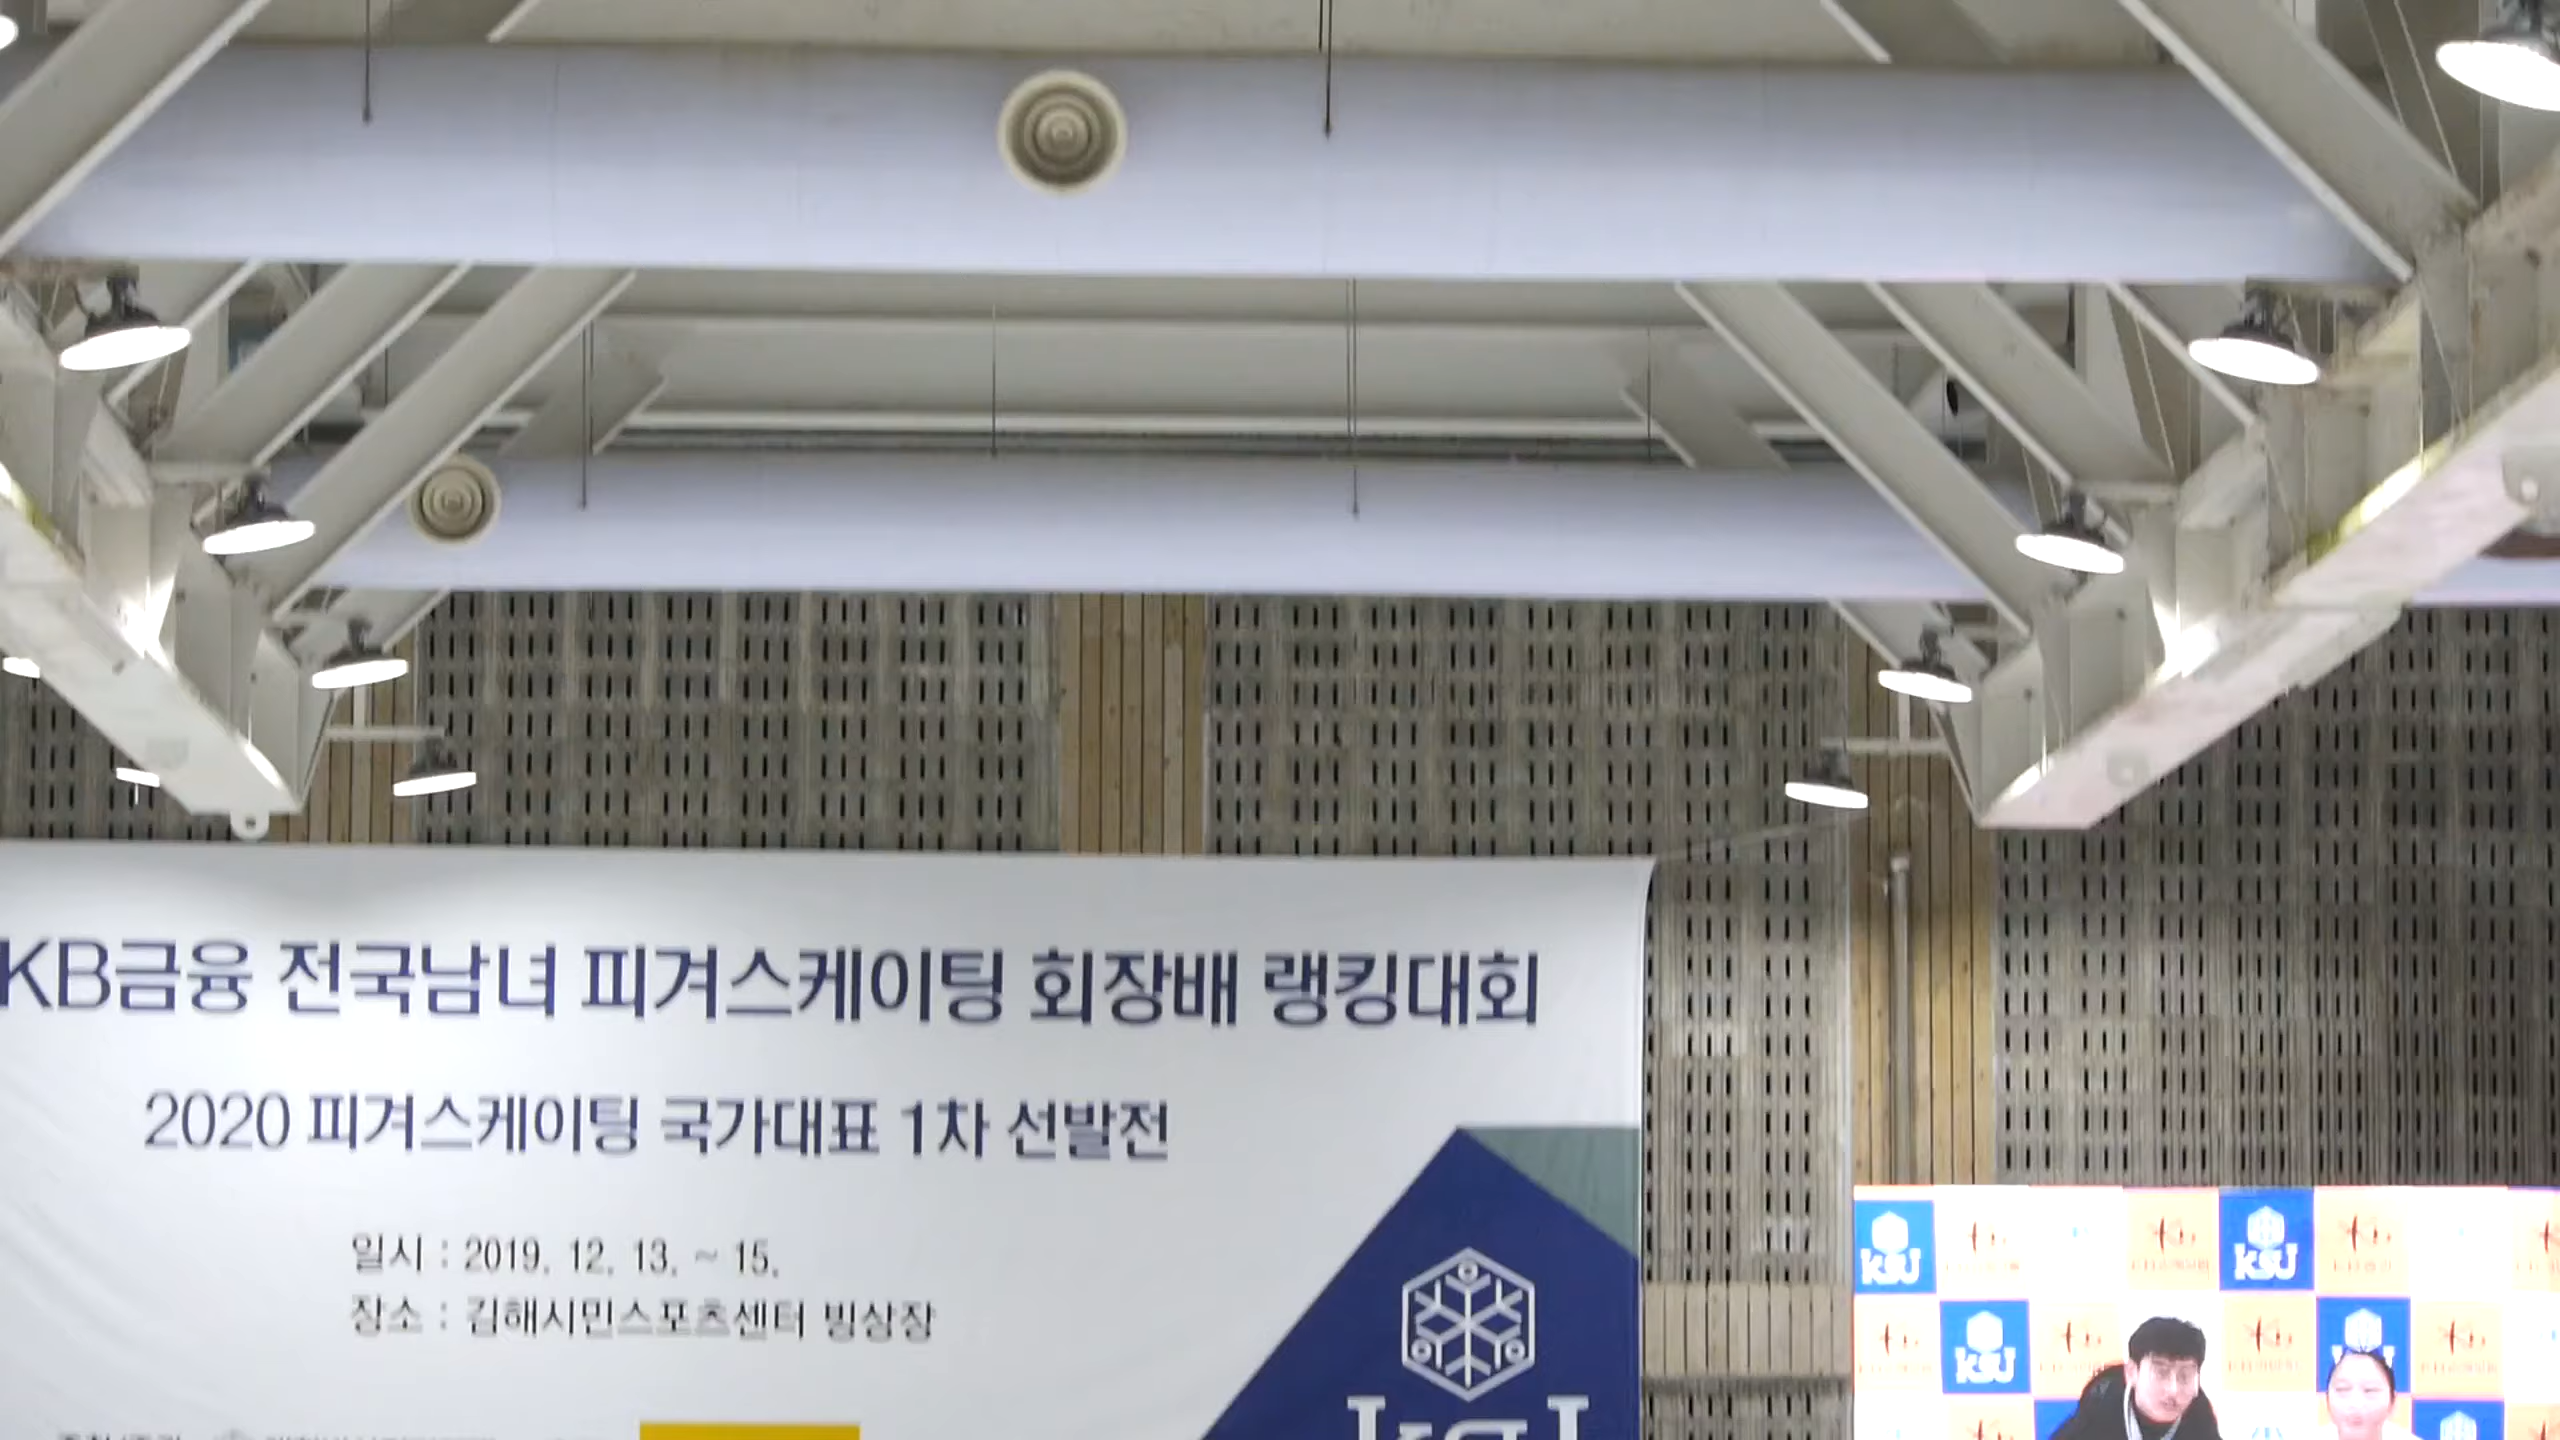 KB금융 전국남녀 피겨스케이팅 회장배 랭킹대회
2020 피겨스케이팅 국가대표 1차 선발전
일시 : 2019. 12. 13. ~ 15.
장소 : 김해시민스포츠센터 빙상장
KSU
KSU
KSU
KSU